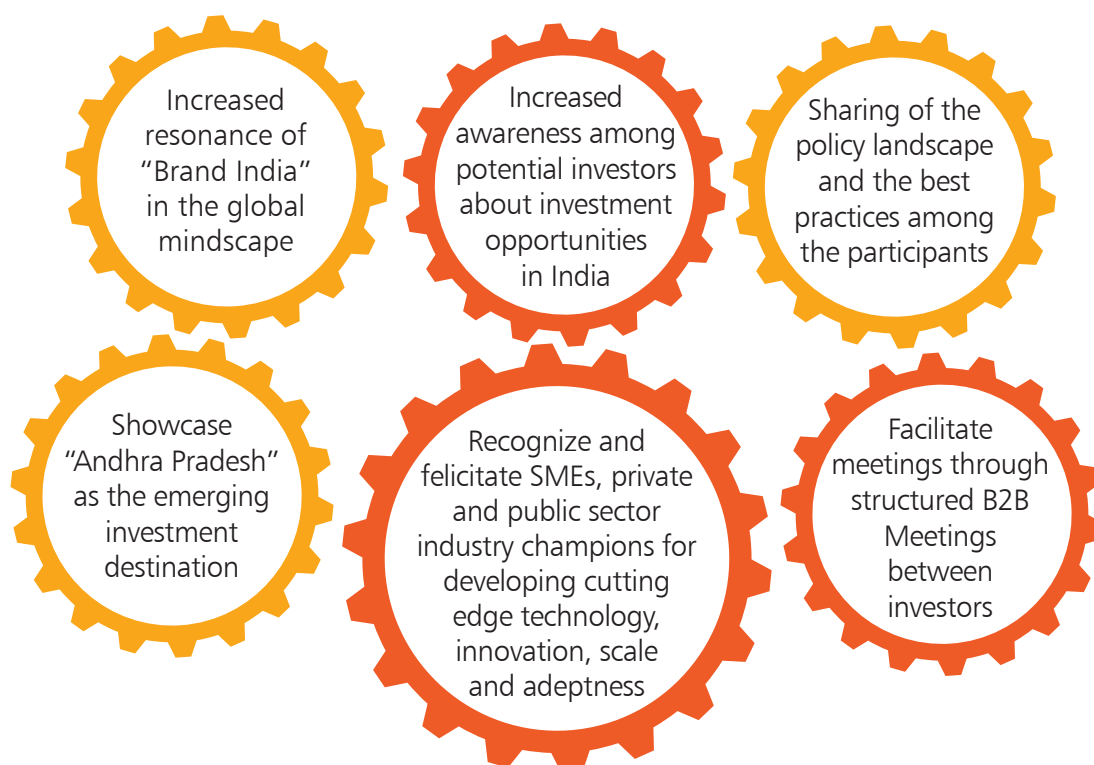 Increased
resonance of
“Brand India”
in the global
mindscape
Increased
awareness among
potential investors
about investment
opportunities
in India
Sharing of the
policy landscape
and the best
practices among
the participants
Showcase
“Andhra Pradesh”
as the emerging
investment
destination
Recognize and
felicitate SMEs, private
and public sector
industry champions for
developing cutting
edge technology,
innovation, scale
and adeptness
Facilitate
meetings through
structured B2B
Meetings
between
investors